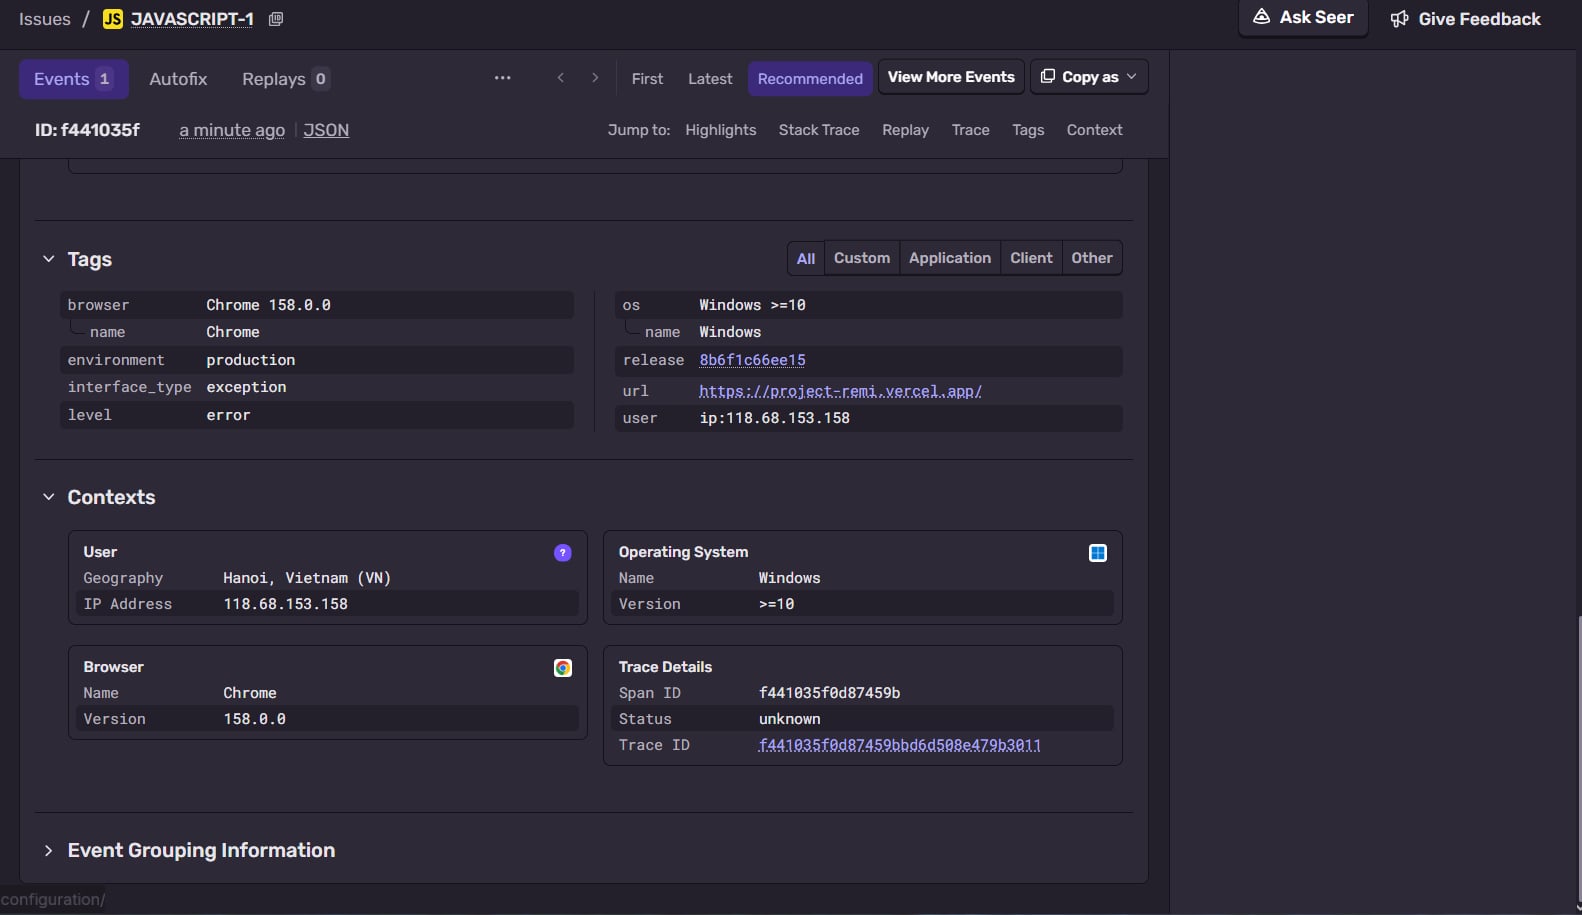 Issues / JS JAVASCRIPT-1
Ask Seer
Give Feedback
Events 1
Autofix
Replays 0
First
Latest
Recommended
View More Events
Copy as
ID: f441035f
a minute ago
JSON
Jump to:
Highlights
Stack Trace
Replay
Trace
Tags
Context
Tags
All
Custom
Application
Client
Other
browser Chrome 158.0.0
name Chrome
environment production
interface_type exception
level error
os Windows >=10
name Windows
release 8b6f1c66ee15
url https://project-remi.vercel.app/
user ip:118.68.153.158
Contexts
User
?
Geography Hanoi, Vietnam (VN)
IP Address 118.68.153.158
Operating System
Name Windows
Version >=10
Browser
Name Chrome
Version 158.0.0
Trace Details
Span ID f441035f0d87459b
Status unknown
Trace ID f441035f0d87459bbd6d508e479b3011
Event Grouping Information
configuration/